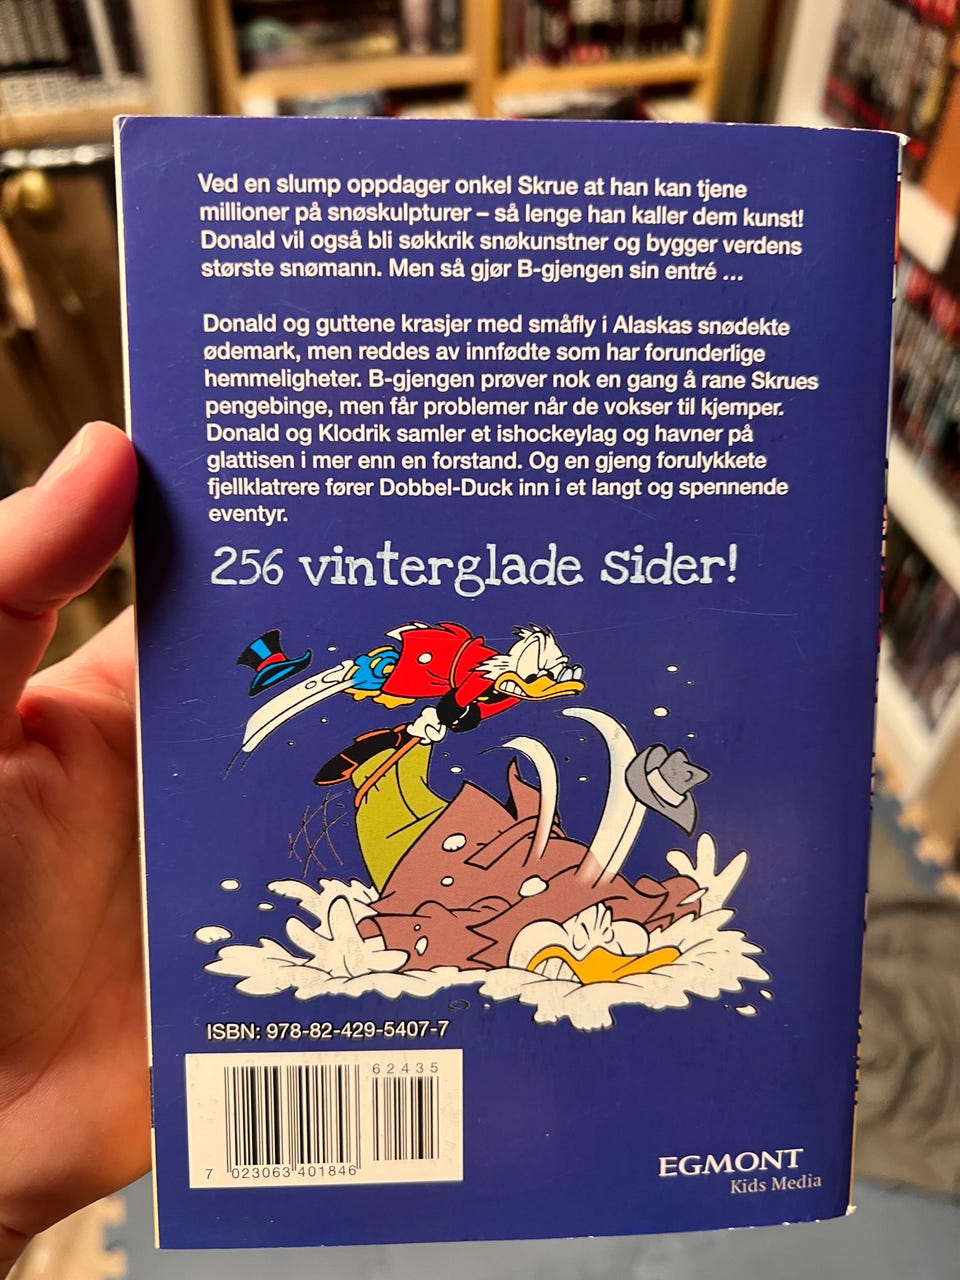 Ved en slump oppdager onkel Skrue at han kan tjene
millioner på snøskulpturer – så lenge han kaller dem kunst!
Donald vil også bli søkkrik snøkunstner og bygger verdens
største snømann. Men så gjør B-gjengen sin entré ...
Donald og guttene krasjer med småfly i Alaskas snødekte
ødemark, men reddes av innfødte som har forunderlige
hemmeligheter. B-gjengen prøver nok en gang å rane Skrues
pengebinge, men får problemer når de vokser til kjemper.
Donald og Klodrik samler et ishockeylag og havner på
glattisen i mer enn en forstand. Og en gjeng forulykkete
fjellklatrere fører Dobbel-Duck inn i et langt og spennende
eventyr.
256 vinterglade sider!
ISBN: 978-82-429-5407-7
62435
7 023063 401846
EGMONT
Kids Media